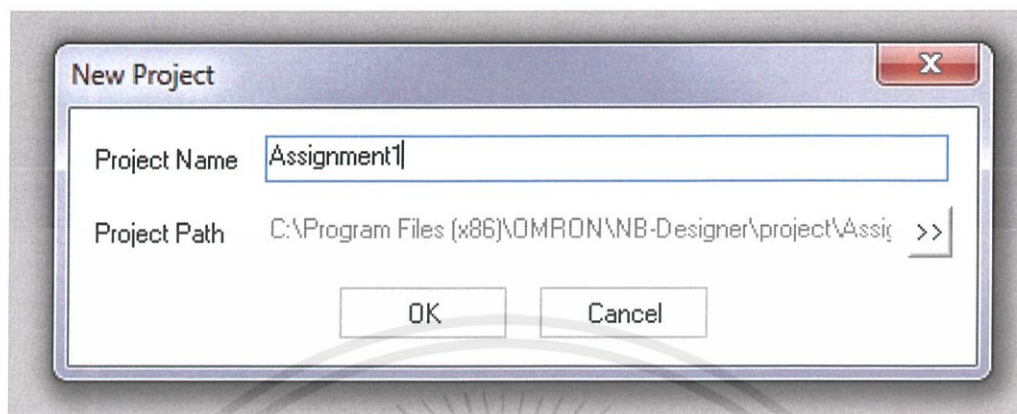 New Project
Project Name Assignment1
Project Path C:\Program Files (x86)\OMRON\NB-Designer\project\Assig >>
OK Cancel